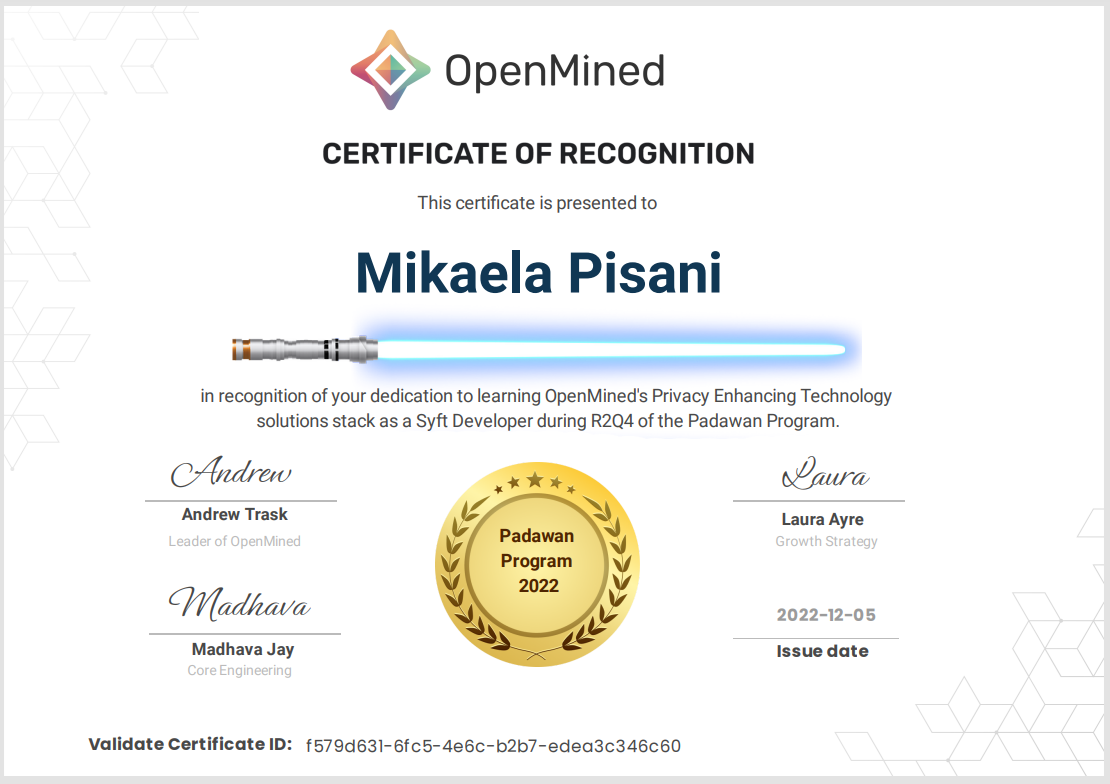 OpenMined
CERTIFICATE OF RECOGNITION
This certificate is presented to
Mikaela Pisani
in recognition of your dedication to learning OpenMined's Privacy Enhancing Technology
solutions stack as a Syft Developer during R2Q4 of the Padawan Program.
Andrew
Andrew Trask
Leader of OpenMined
Madhava
Madhava Jay
Core Engineering
Padawan
Program
2022
Laura
Laura Ayre
Growth Strategy
2022-12-05
Issue date
Validate Certificate ID: f579d631-6fc5-4e6c-b2b7-edea3c346c60